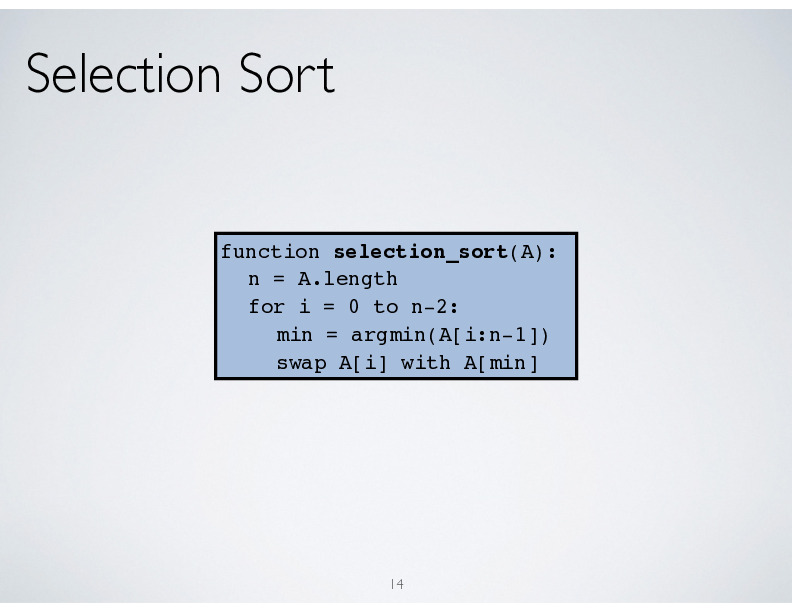 Selection Sort
function selection_sort(A):
n = A.length
for i = 0 to n-2:
min = argmin(A[i:n-1])
swap A[i] with A[min]
14